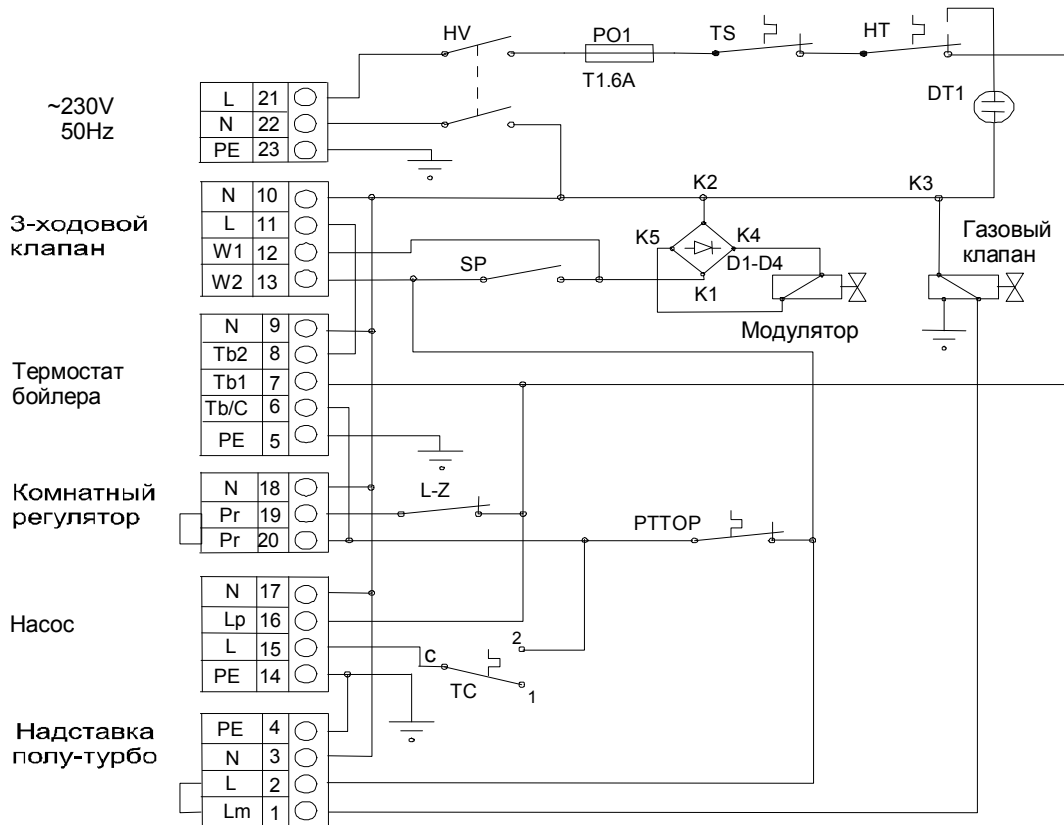 ~230V
50Hz
L 21
N 22
PE 23
HV
PO1
T1.6A
TS
HT
DT1
3-ходовой
клапан
N 10
L 11
W1 12
W2 13
SP
K2
K5
K4
D1-D4
K1
Модулятор
K3
Газовый
клапан
Термостат
бойлера
N 9
Tb2 8
Tb1 7
Tb/C 6
PE 5
Комнатный
регулятор
N 18
Pr 19
Pr 20
L-Z
PTTOP
Насос
N 17
Lp 16
L 15
PE 14
C
TC
2
1
Надставка
полу-турбо
PE 4
N 3
L 2
Lm 1